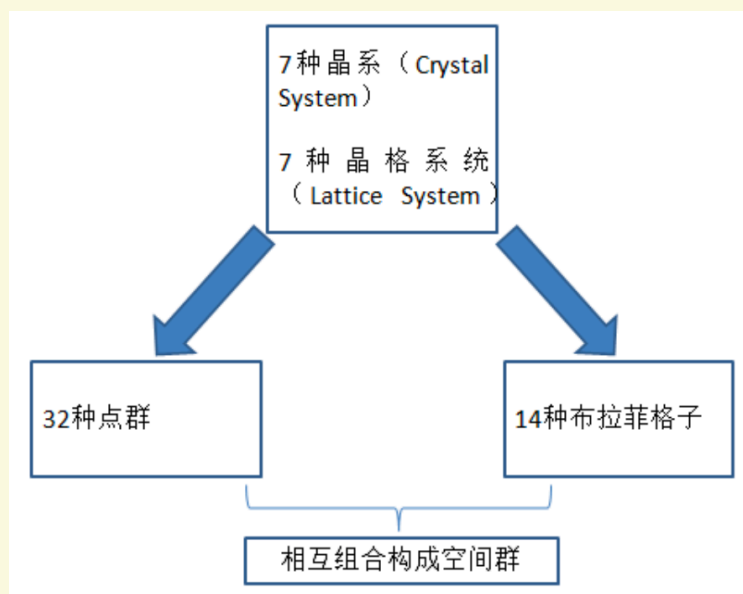 7种晶系（Crystal
System）
7种晶格系统
（Lattice System）
32种点群
14种布拉菲格子
相互组合构成空间群